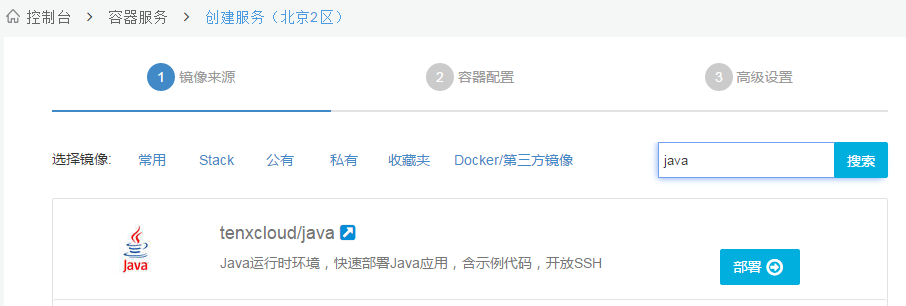 控制台 > 容器服务 > 创建服务（北京2区）
1 镜像来源 2 容器配置 3 高级设置
选择镜像: 常用 Stack 公有 私有 收藏夹 Docker/第三方镜像 java 搜索
Java
tenxcloud/java
Java运行时环境，快速部署Java应用，含示例代码，开放SSH
部署